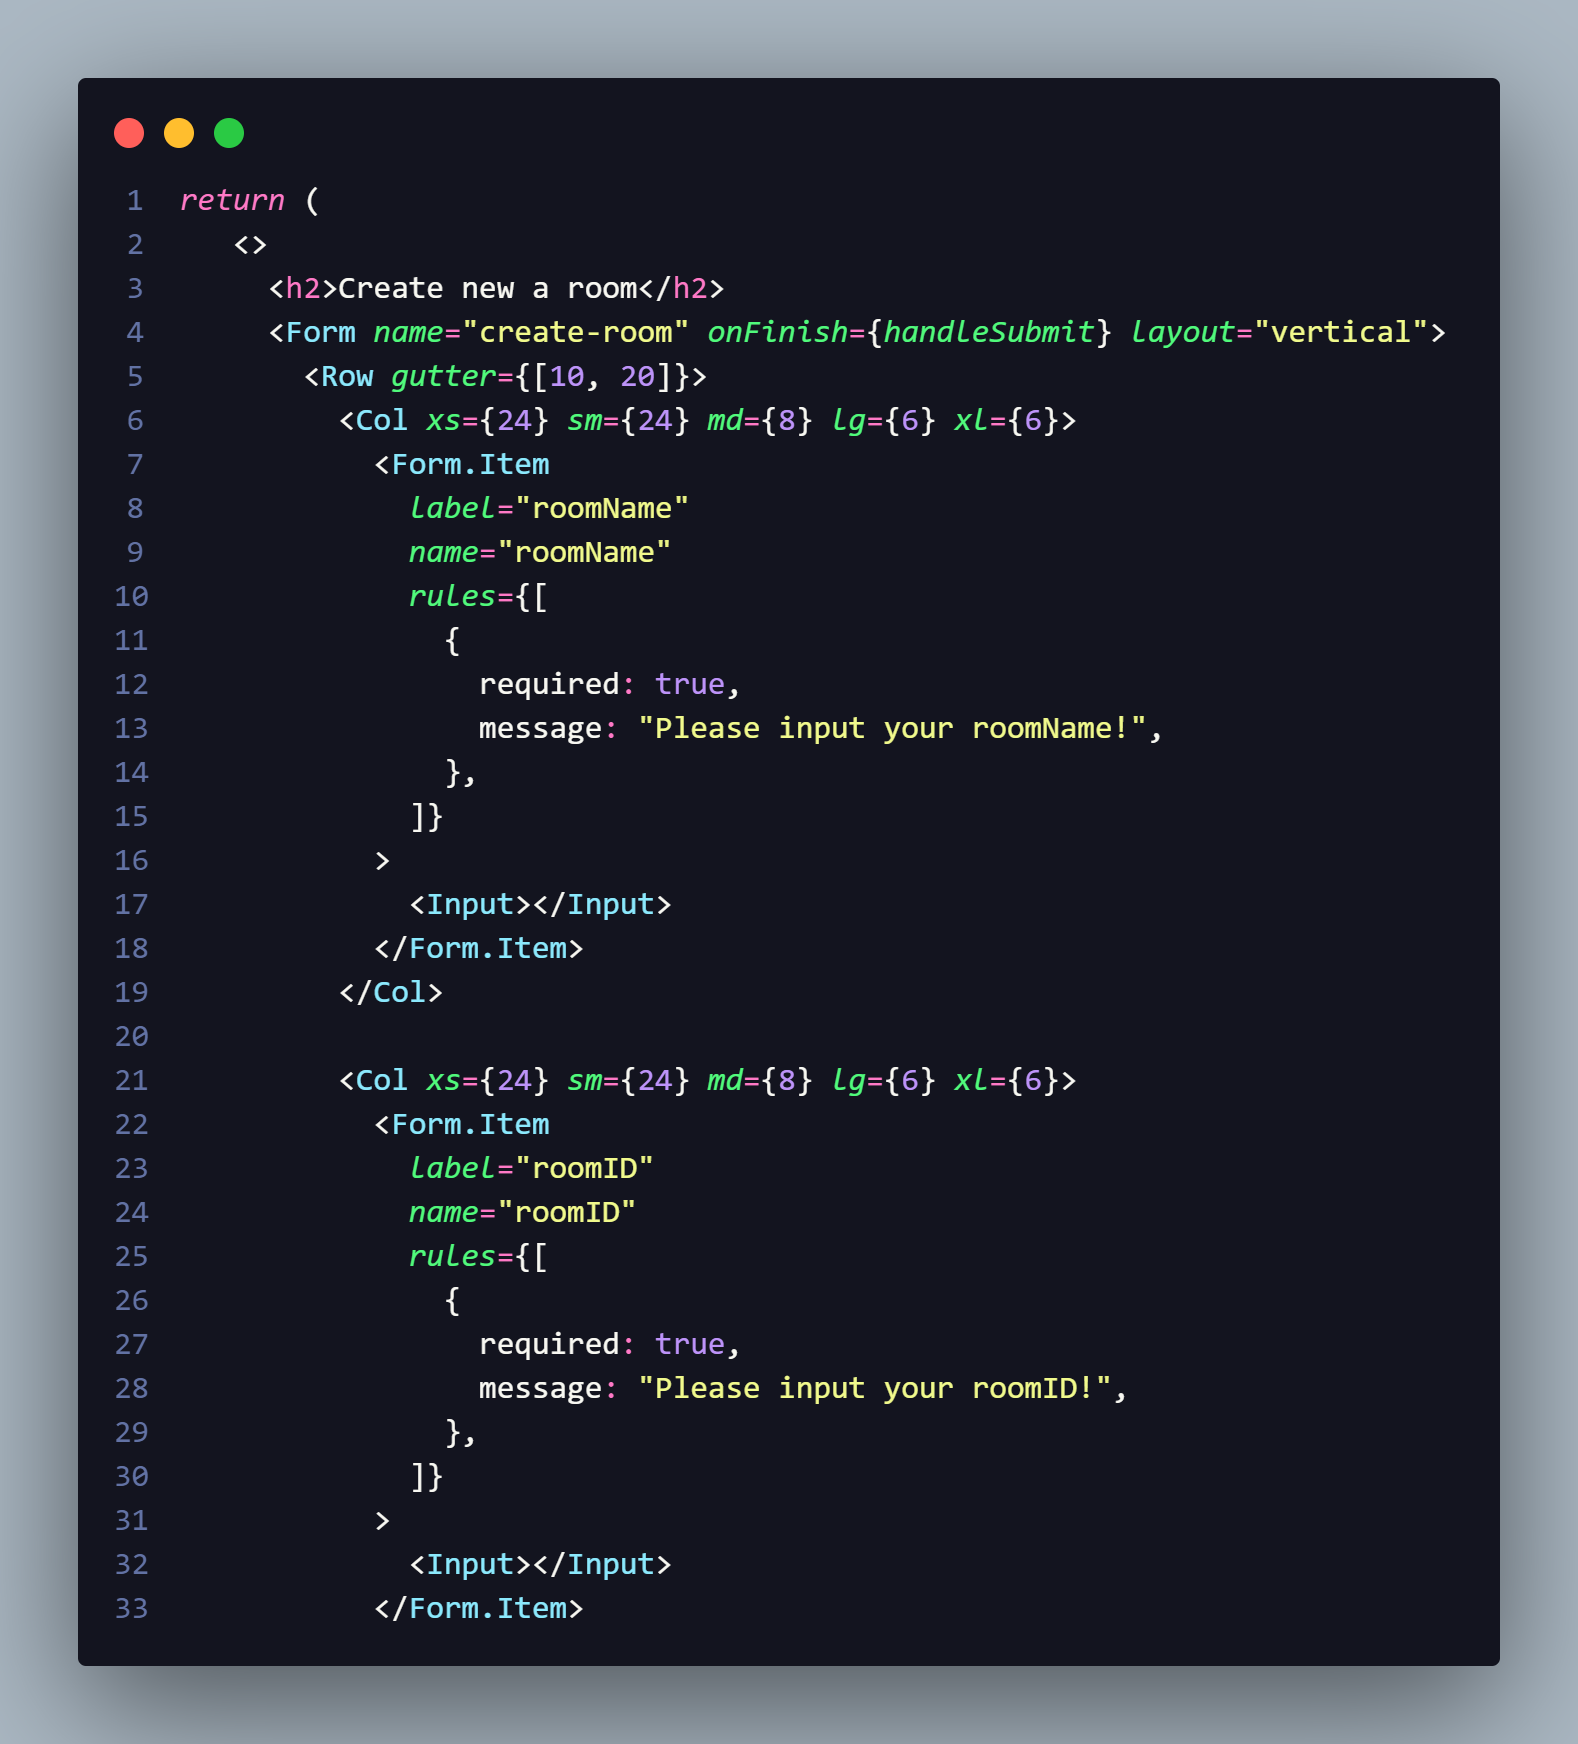 1 return (
2    <>
3      <h2>Create new a room</h2>
4      <Form name="create-room" onFinish={handleSubmit} layout="vertical">
5        <Row gutter={[10, 20]}>
6          <Col xs={24} sm={24} md={8} lg={6} xl={6}>
7            <Form.Item
8              label="roomName"
9              name="roomName"
10              rules={[
11                {
12                  required: true,
13                  message: "Please input your roomName!",
14                },
15              ]}
16            >
17              <Input></Input>
18            </Form.Item>
19          </Col>
20
21          <Col xs={24} sm={24} md={8} lg={6} xl={6}>
22            <Form.Item
23              label="roomID"
24              name="roomID"
25              rules={[
26                {
27                  required: true,
28                  message: "Please input your roomID!",
29                },
30              ]}
31            >
32              <Input></Input>
33            </Form.Item>